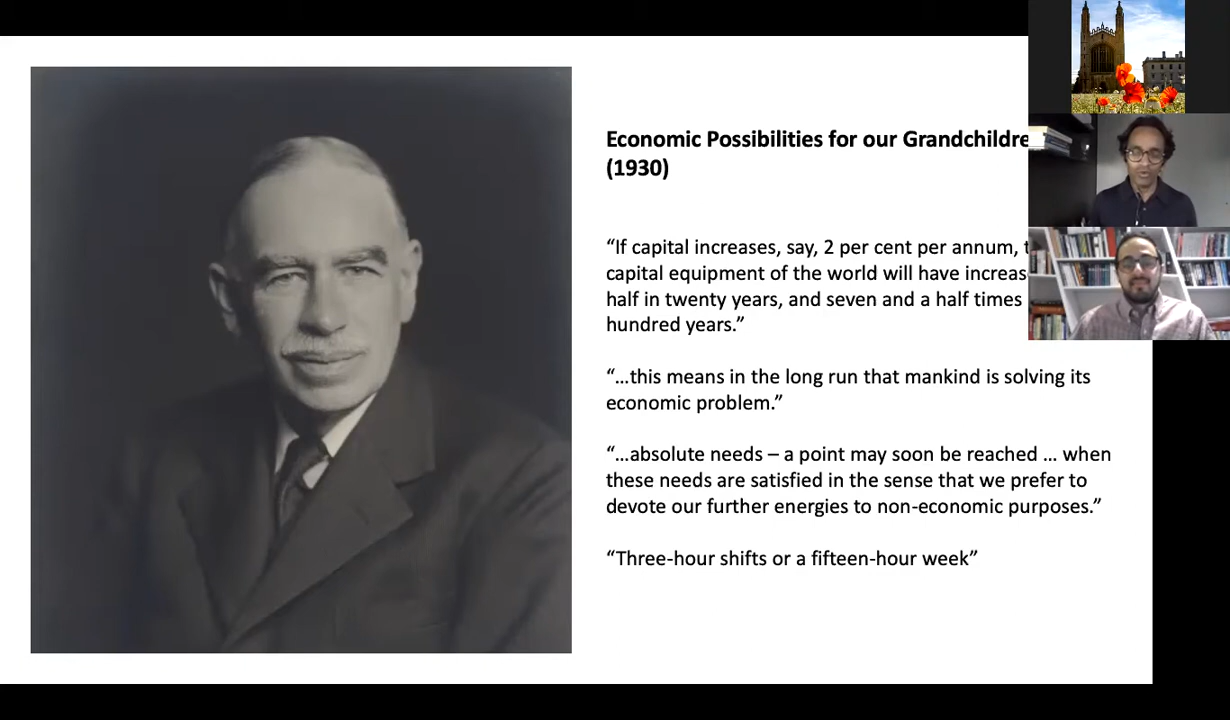 Economic Possibilities for our Grandchildre
(1930)
“If capital increases, say, 2 per cent per annum,
capital equipment of the world will have increas
half in twenty years, and seven and a half times
hundred years.”
“…this means in the long run that mankind is solving its
economic problem.”
“…absolute needs – a point may soon be reached … when
these needs are satisfied in the sense that we prefer to
devote our further energies to non-economic purposes.”
“Three-hour shifts or a fifteen-hour week”